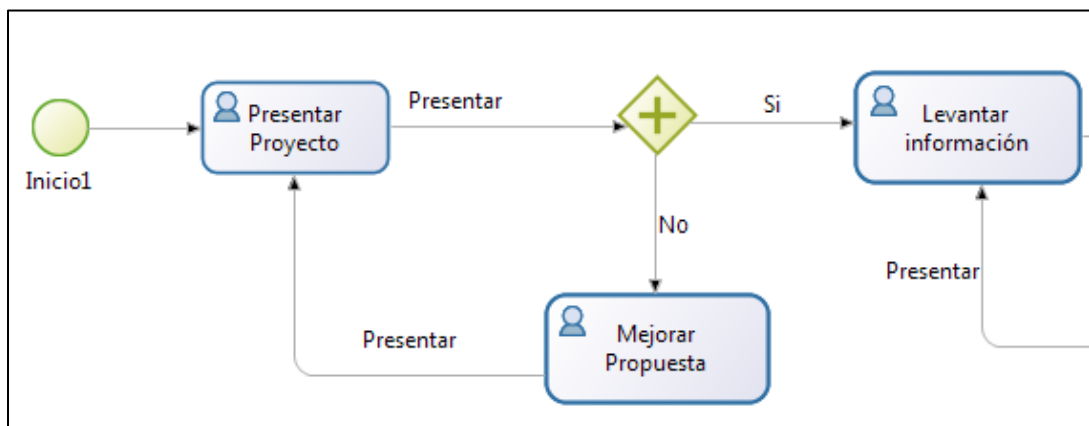 Presentar
Proyecto
Presentar
Si
Levantar
información
Inicio1
No
Presentar
Presentar
Mejorar
Propuesta